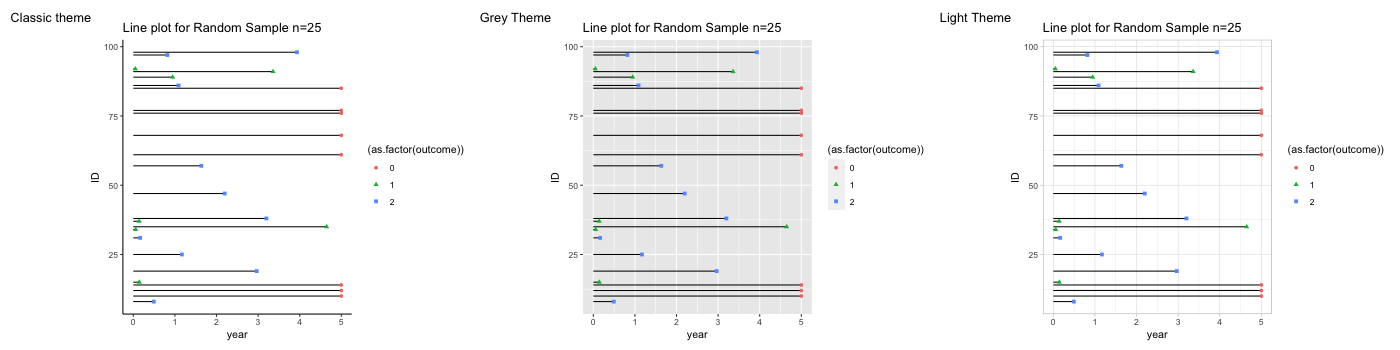 Classic theme
Line plot for Random Sample n=25
100
75
50
25
ID
0 1 2 3 4 5
year
(as.factor(outcome))
0
1
2
Grey Theme
Line plot for Random Sample n=25
100
75
50
25
ID
0 1 2 3 4 5
year
(as.factor(outcome))
0
1
2
Light Theme
Line plot for Random Sample n=25
100
75
50
25
ID
0 1 2 3 4 5
year
(as.factor(outcome))
0
1
2